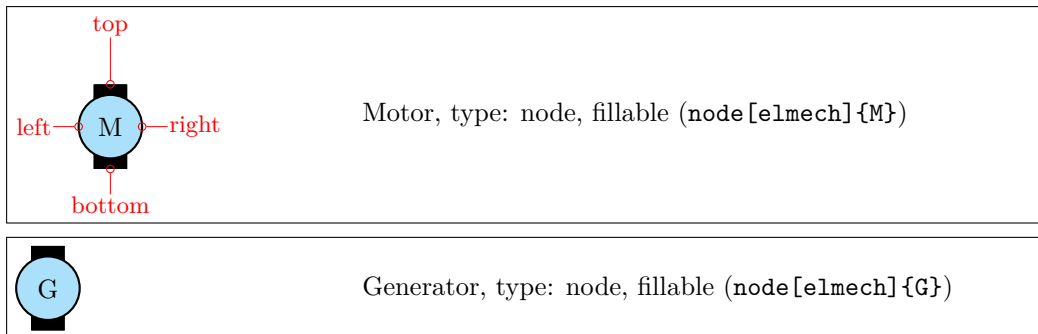 top
left
M
right
bottom
Motor, type: node, fillable (node[elmech]{M})
G
Generator, type: node, fillable (node[elmech]{G})